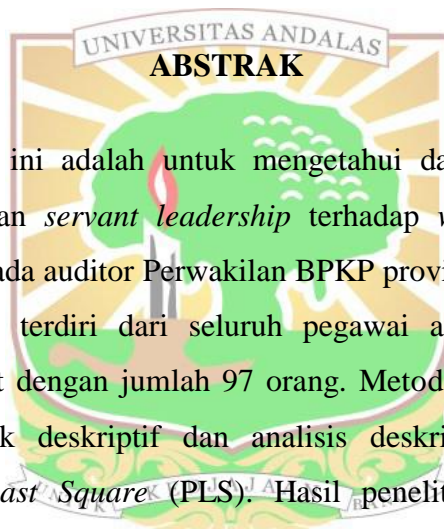 UNIVERSITAS ANDALAS
ABSTRAK
ini adalah untuk mengetahui da
an servant leadership terhadap w
ada auditor Perwakilan BPKP provi
terdiri dari seluruh pegawai a
t dengan jumlah 97 orang. Metod
k deskriptif dan analisis deskri
ast Square (PLS). Hasil penelit